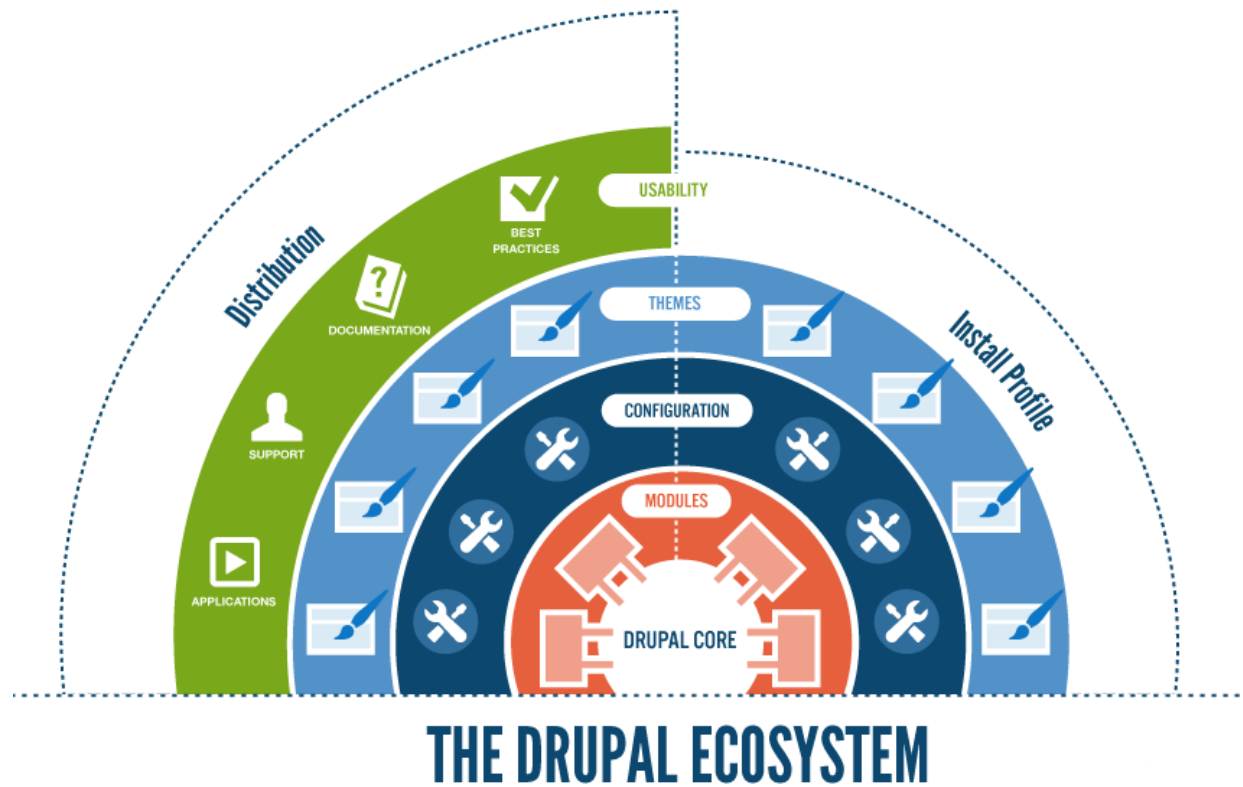 USABILITY
BEST
PRACTICES
Distribution
DOCUMENTATION
THEMES
Install Profile
CONFIGURATION
SUPPORT
MODULES
APPLICATIONS
DRUPAL CORE
THE DRUPAL ECOSYSTEM